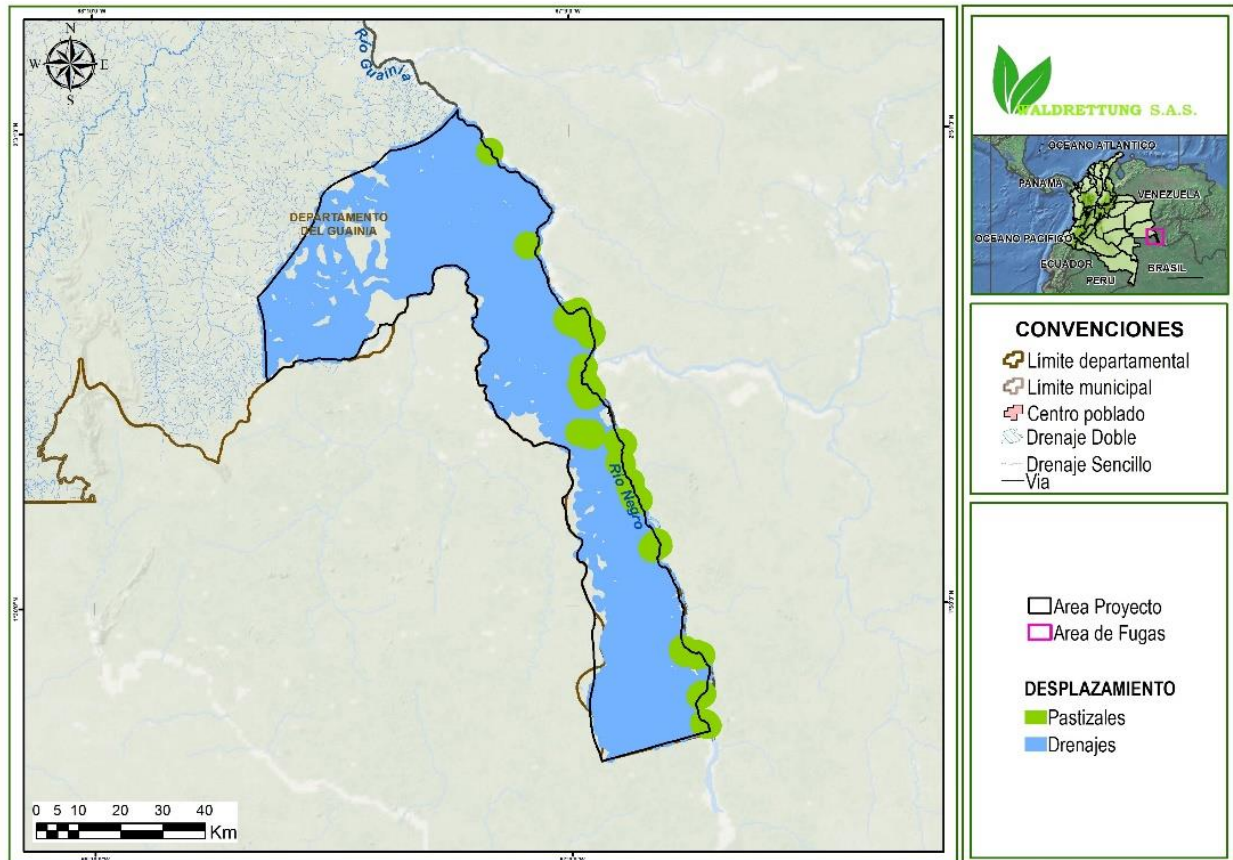 N
W E
S
Río Guainía
DEPARTAMENTO
DEL GUAINIA
Río Negro
0 5 10 20 30 40
Km
WALDRETTUNG S.A.S.
OCEANO ATLANTICO
PANAMA
VENEZUELA
OCEANO PACIFICO
ECUADOR
BRASIL
PERU
CONVENCIONES
Límite departamental
Límite municipal
Centro poblado
Drenaje Doble
Drenaje Sencillo
Via
Area Proyecto
Area de Fugas
DESPLAZAMIENTO
Pastizales
Drenajes